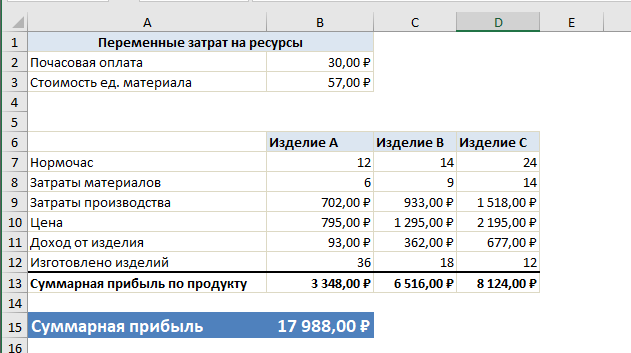 A B C D E
1 Переменные затрат на ресурсы
2 Почасовая оплата 30,00 ₽
3 Стоимость ед. материала 57,00 ₽
4
5
6 Изделие A Изделие B Изделие C
7 Нормочас 12 14 24
8 Затраты материалов 6 9 14
9 Затраты производства 702,00 ₽ 933,00 ₽ 1 518,00 ₽
10 Цена 795,00 ₽ 1 295,00 ₽ 2 195,00 ₽
11 Доход от изделия 93,00 ₽ 362,00 ₽ 677,00 ₽
12 Изготовлено изделий 36 18 12
13 Суммарная прибыль по продукту 3 348,00 ₽ 6 516,00 ₽ 8 124,00 ₽
14
15 Суммарная прибыль 17 988,00 ₽
16